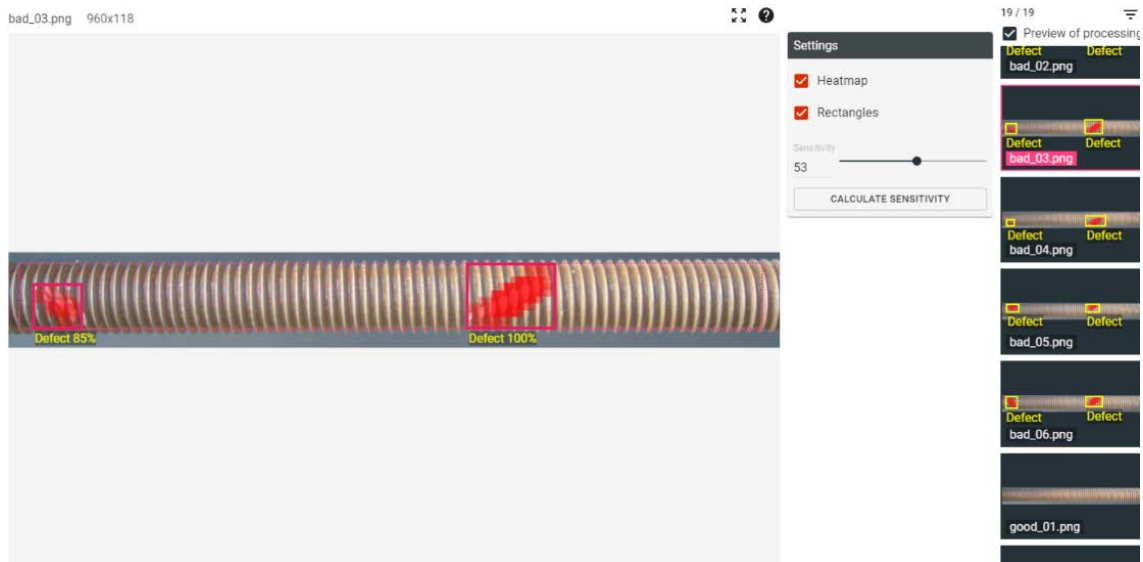 bad_03.png 960x118
Defect 85%
Defect 100%
Settings
Heatmap
Rectangles
Sensitivity
53
CALCULATE SENSITIVITY
19 / 19
Preview of processing
Defect Defect
bad_02.png
Defect Defect
bad_03.png
Defect Defect
bad_04.png
Defect Defect
bad_05.png
Defect Defect
bad_06.png
good_01.png